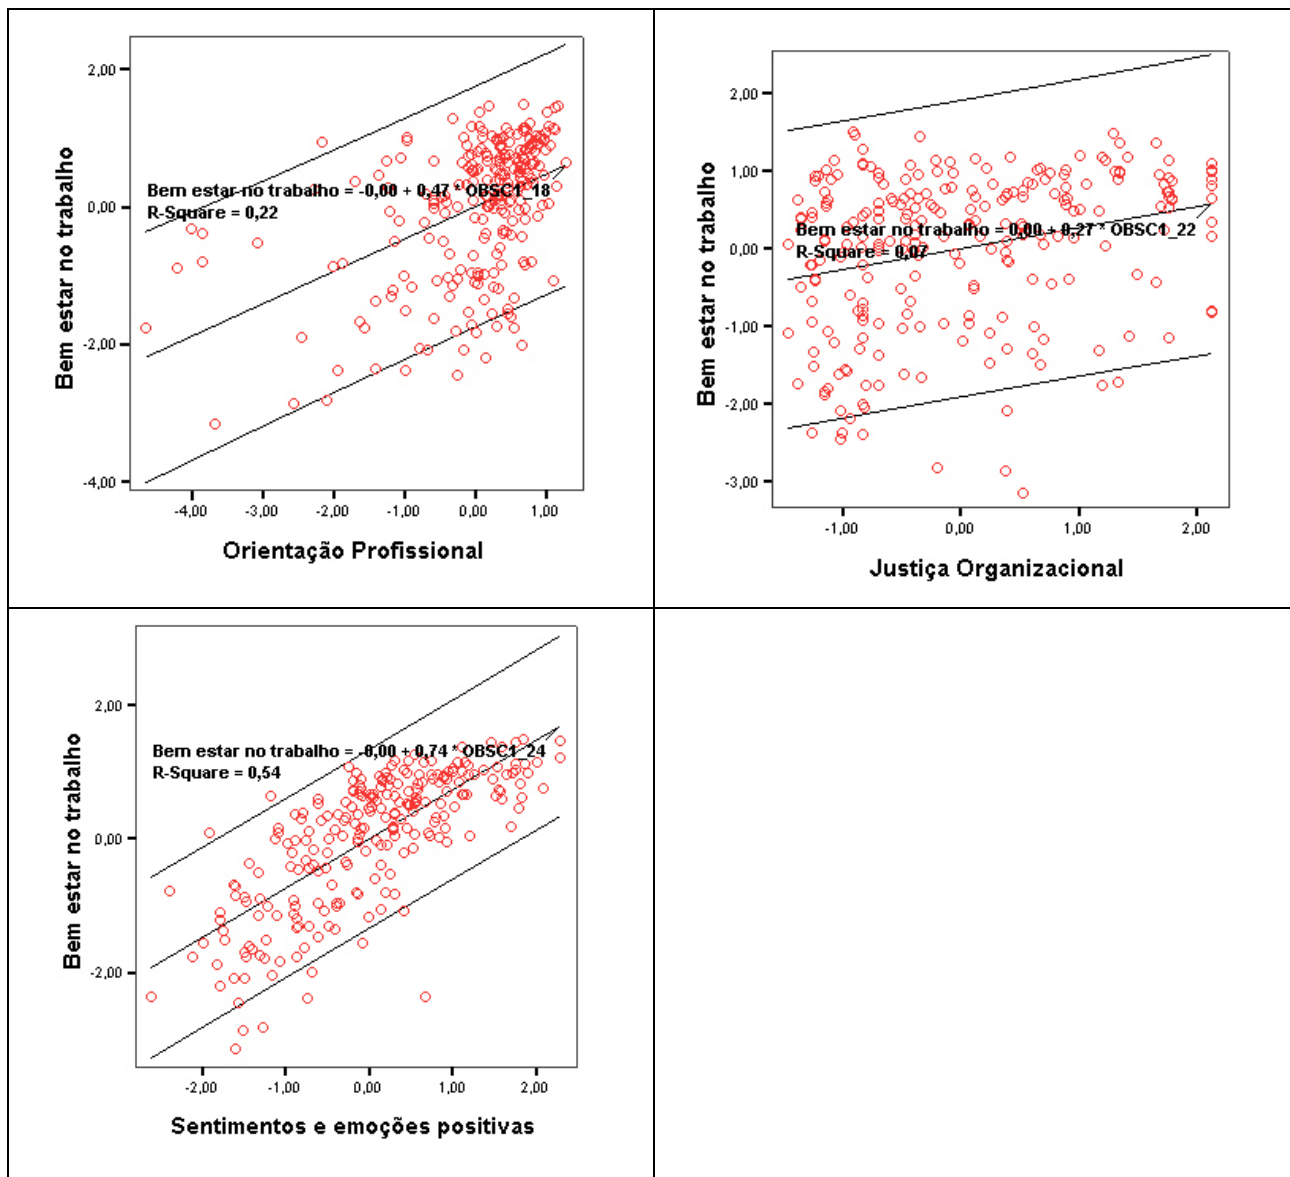 2,00
0,00
-2,00
-4,00
Bem estar no trabalho
Bem estar no trabalho = -0,00 + 0,47 * OBSC1_18
R-Square = 0,22
-4,00 -3,00 -2,00 -1,00 0,00 1,00
Orientação Profissional
2,00
1,00
0,00
-1,00
-2,00
-3,00
Bem estar no trabalho
Bem estar no trabalho = 0,00 + 0,27 * OBSC1_22
R-Square = 0,07
-1,00 0,00 1,00 2,00
Justiça Organizacional
2,00
0,00
-2,00
Bem estar no trabalho
Bem estar no trabalho = -0,00 + 0,74 * OBSC1_24
R-Square = 0,54
-2,00 -1,00 0,00 1,00 2,00
Sentimentos e emoções positivas